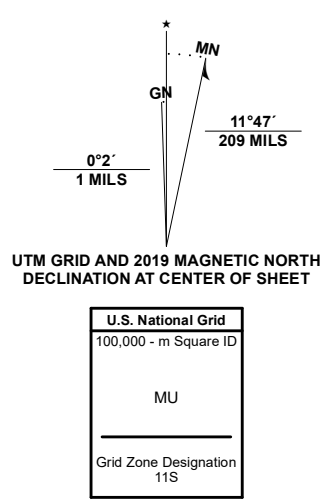 ★
MN
GN
11°47´
209 MILS
0°2´
1 MILS
UTM GRID AND 2019 MAGNETIC NORTH
DECLINATION AT CENTER OF SHEET
U.S. National Grid
100,000 - m Square ID
MU
Grid Zone Designation
11S